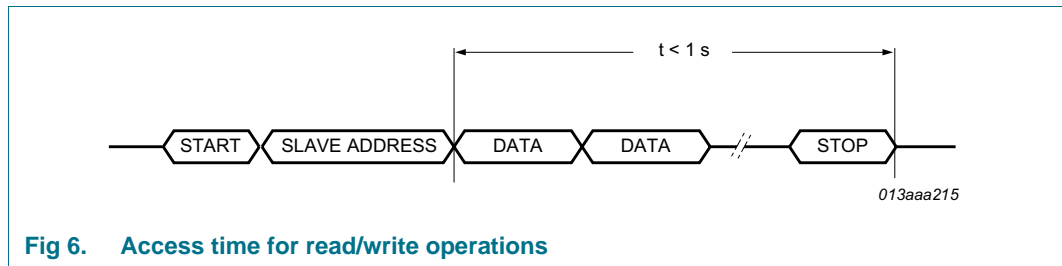 t < 1 s
START SLAVE ADDRESS DATA DATA STOP
013aaa215
Fig 6. Access time for read/write operations